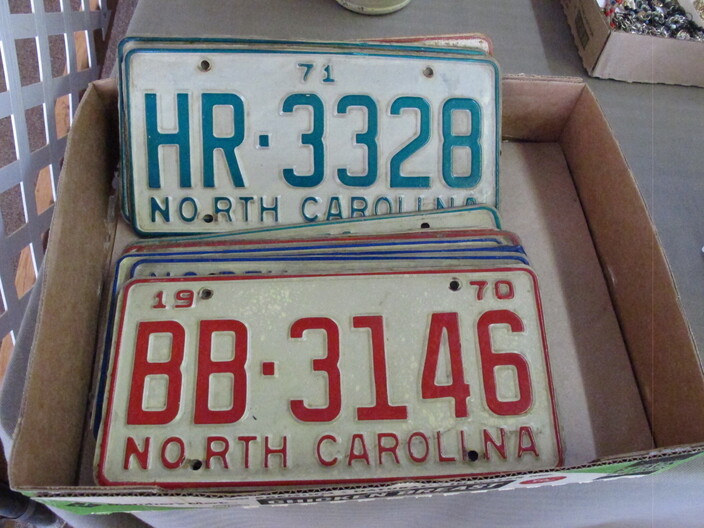 71
HR·3328
NORTH CAROLINA
19 70
BB·3146
NORTH CAROLINA